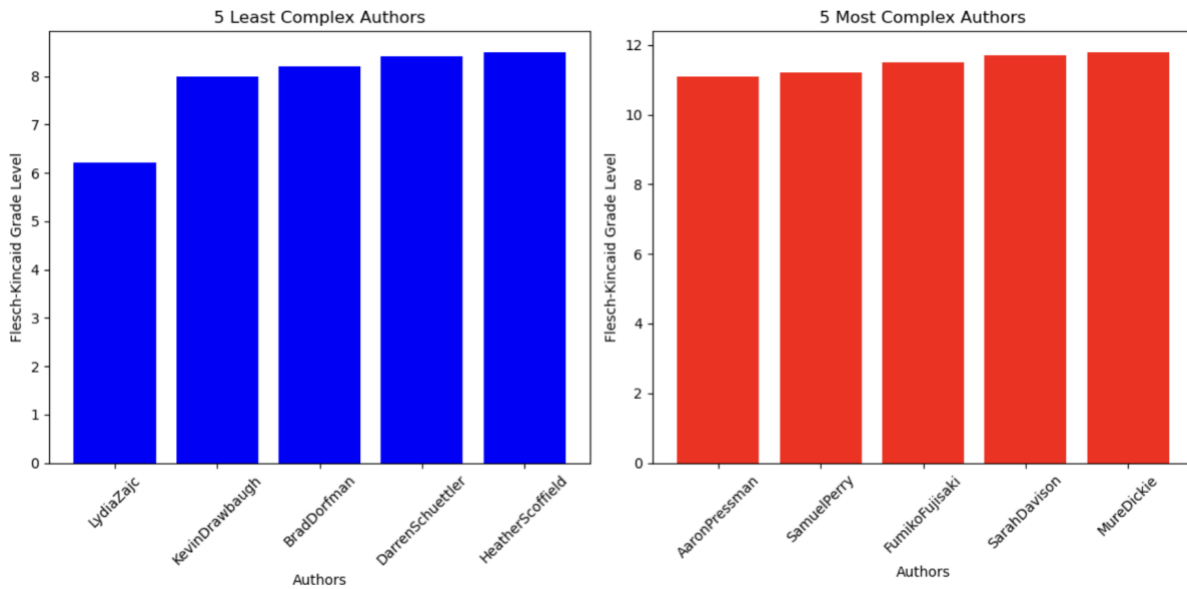 5 Least Complex Authors
Flesch-Kincaid Grade Level
8
7
6
5
4
3
2
1
0
LydiaZajc
KevinDrawbaugh
BradDorfman
DarrenSchuettler
HeatherScoffield
Authors
5 Most Complex Authors
Flesch-Kincaid Grade Level
12
10
8
6
4
2
0
AaronPressman
SamuelPerry
FumikoFujisaki
SarahDavison
MureDickie
Authors